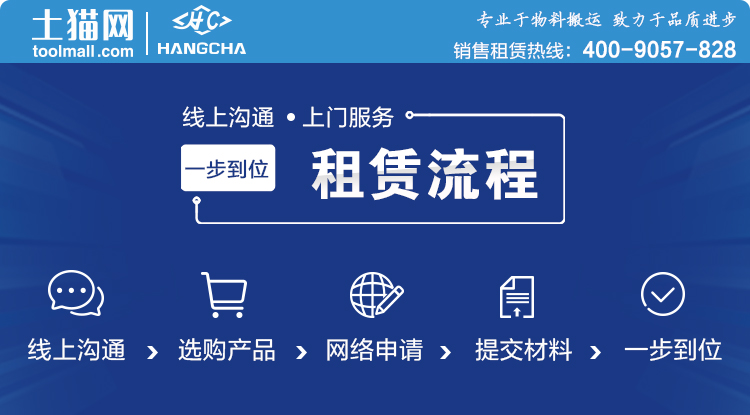 土猫网
toolmall.com
HC
HANGCHA
专业于物料搬运 致力于品质进步
销售租赁热线：400-9057-828
线上沟通 • 上门服务
一步到位
租赁流程
线上沟通 › 选购产品 › 网络申请 › 提交材料 › 一步到位